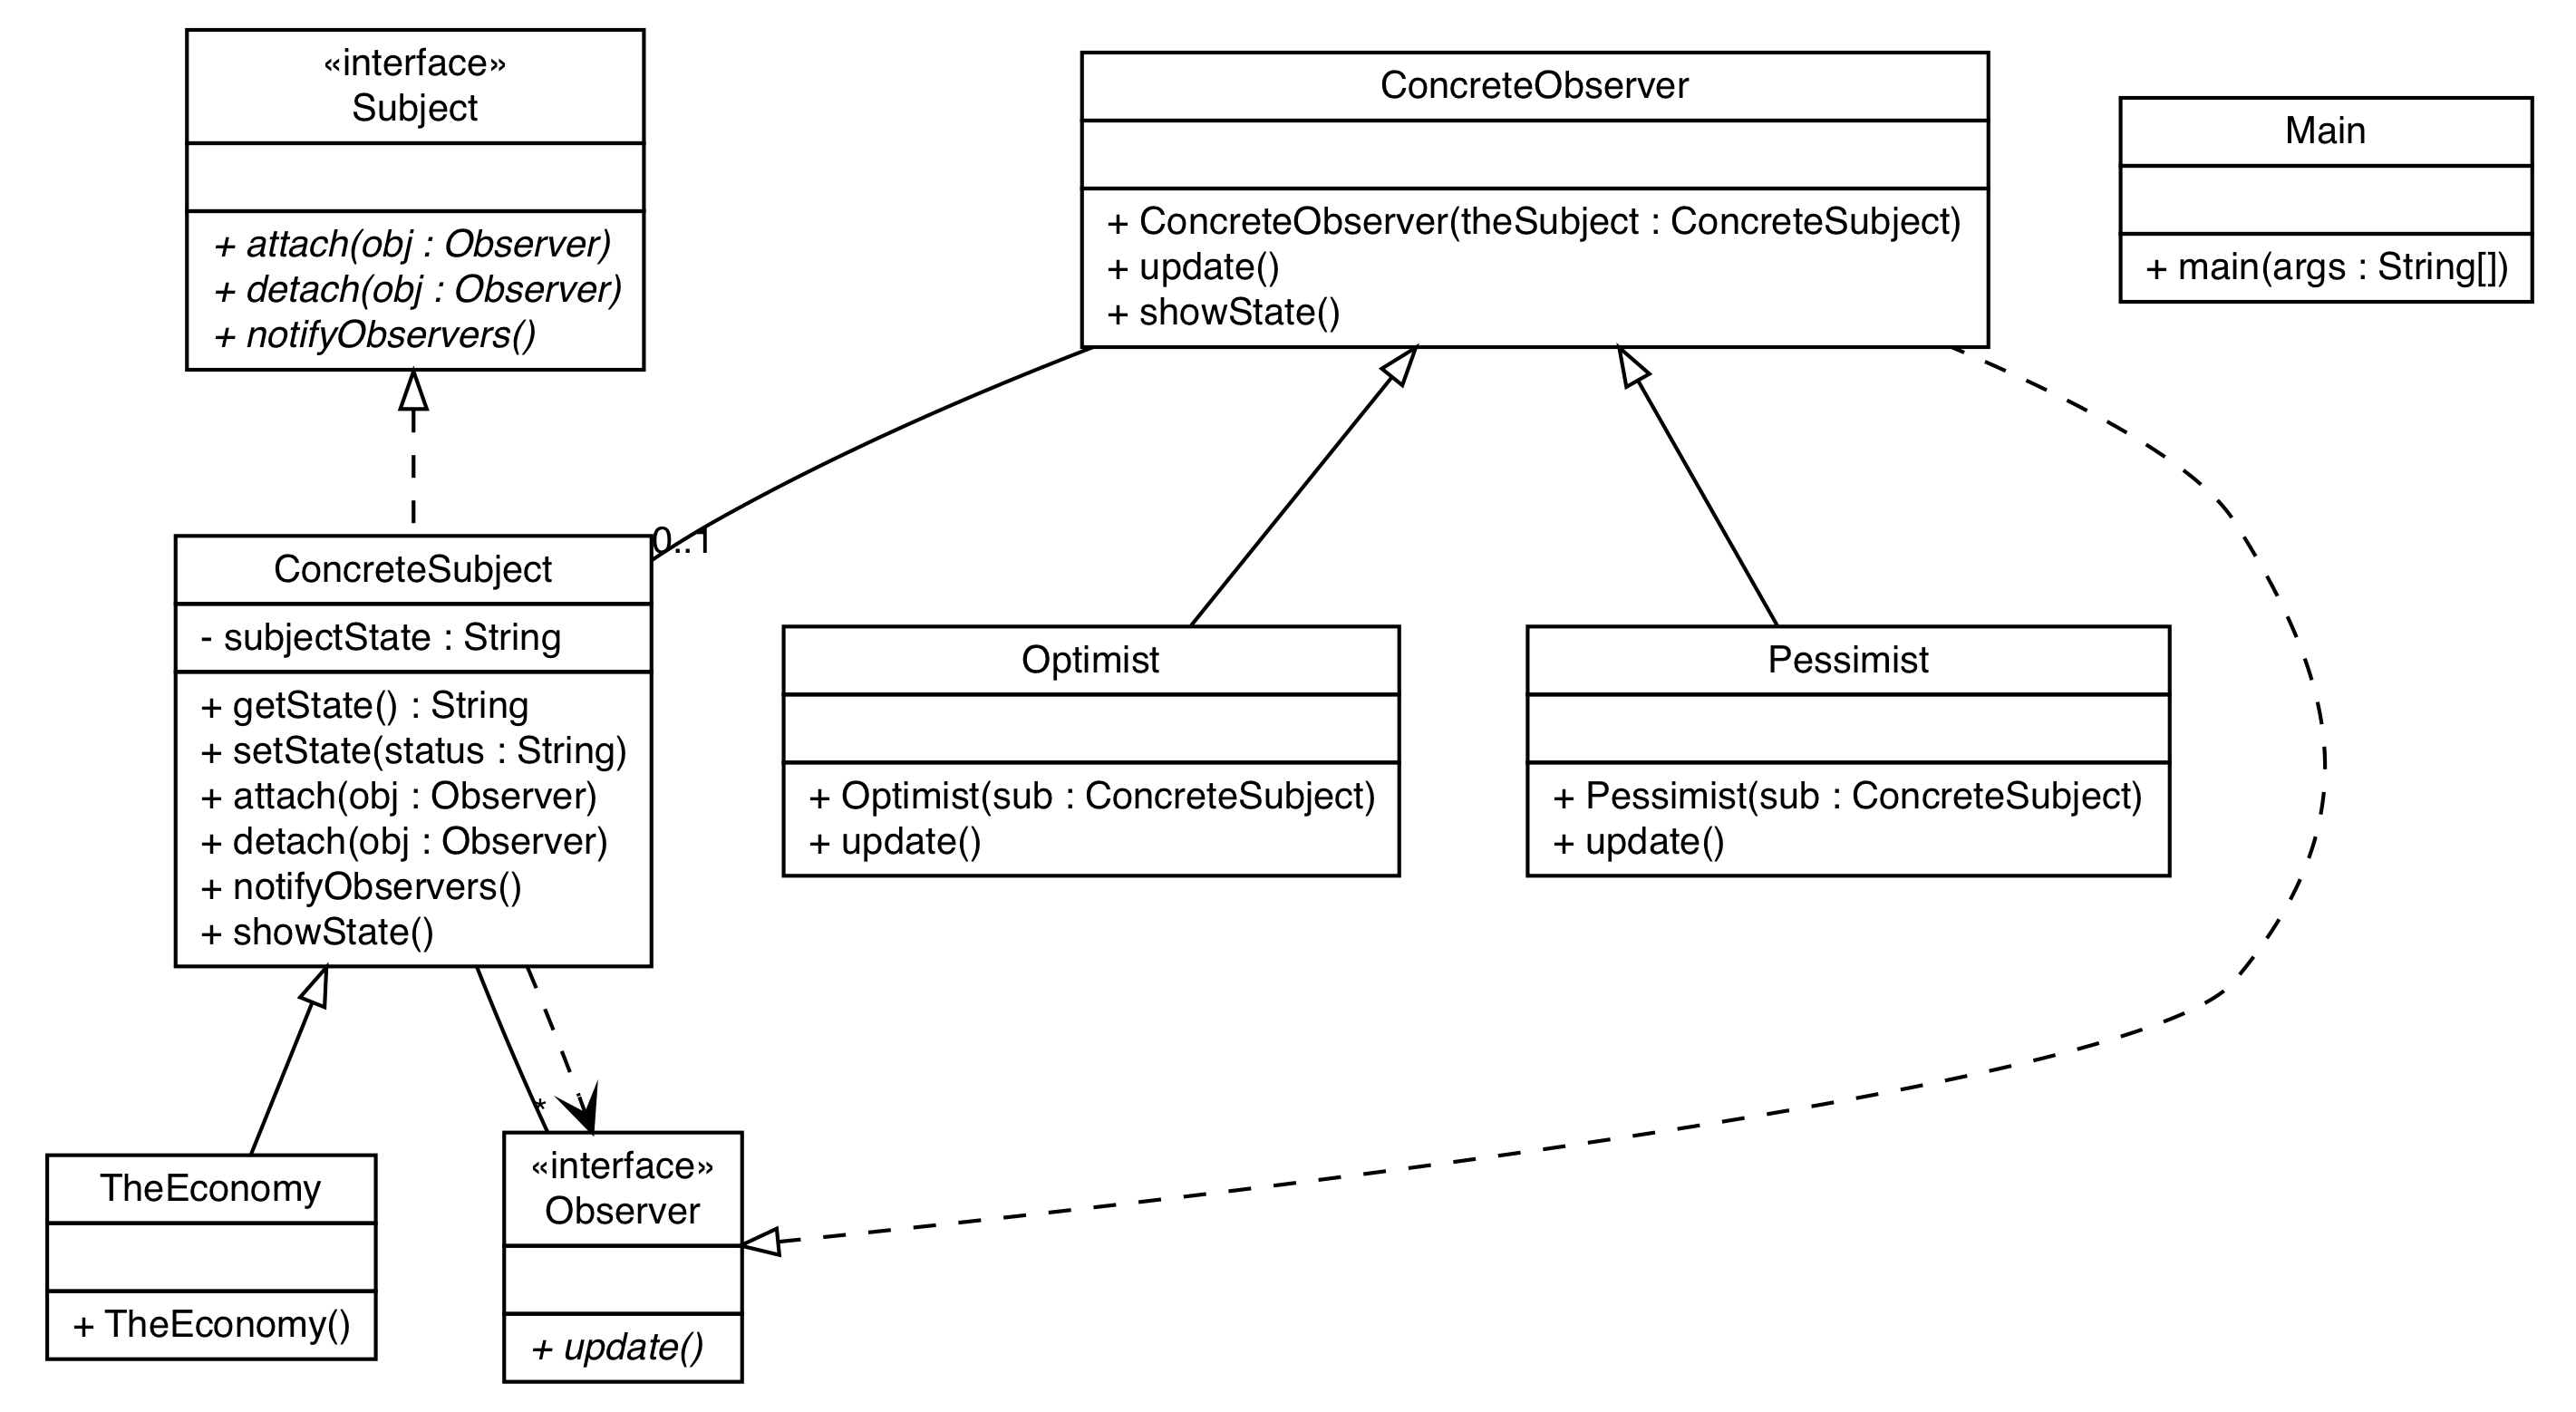 «interface»
Subject
+ attach(obj : Observer)
+ detach(obj : Observer)
+ notifyObservers()
ConcreteObserver
+ ConcreteObserver(theSubject : ConcreteSubject)
+ update()
+ showState()
Main
+ main(args : String[])
0..1
ConcreteSubject
- subjectState : String
+ getState() : String
+ setState(status : String)
+ attach(obj : Observer)
+ detach(obj : Observer)
+ notifyObservers()
+ showState()
Optimist
+ Optimist(sub : ConcreteSubject)
+ update()
Pessimist
+ Pessimist(sub : ConcreteSubject)
+ update()
*
TheEconomy
+ TheEconomy()
«interface»
Observer
+ update()